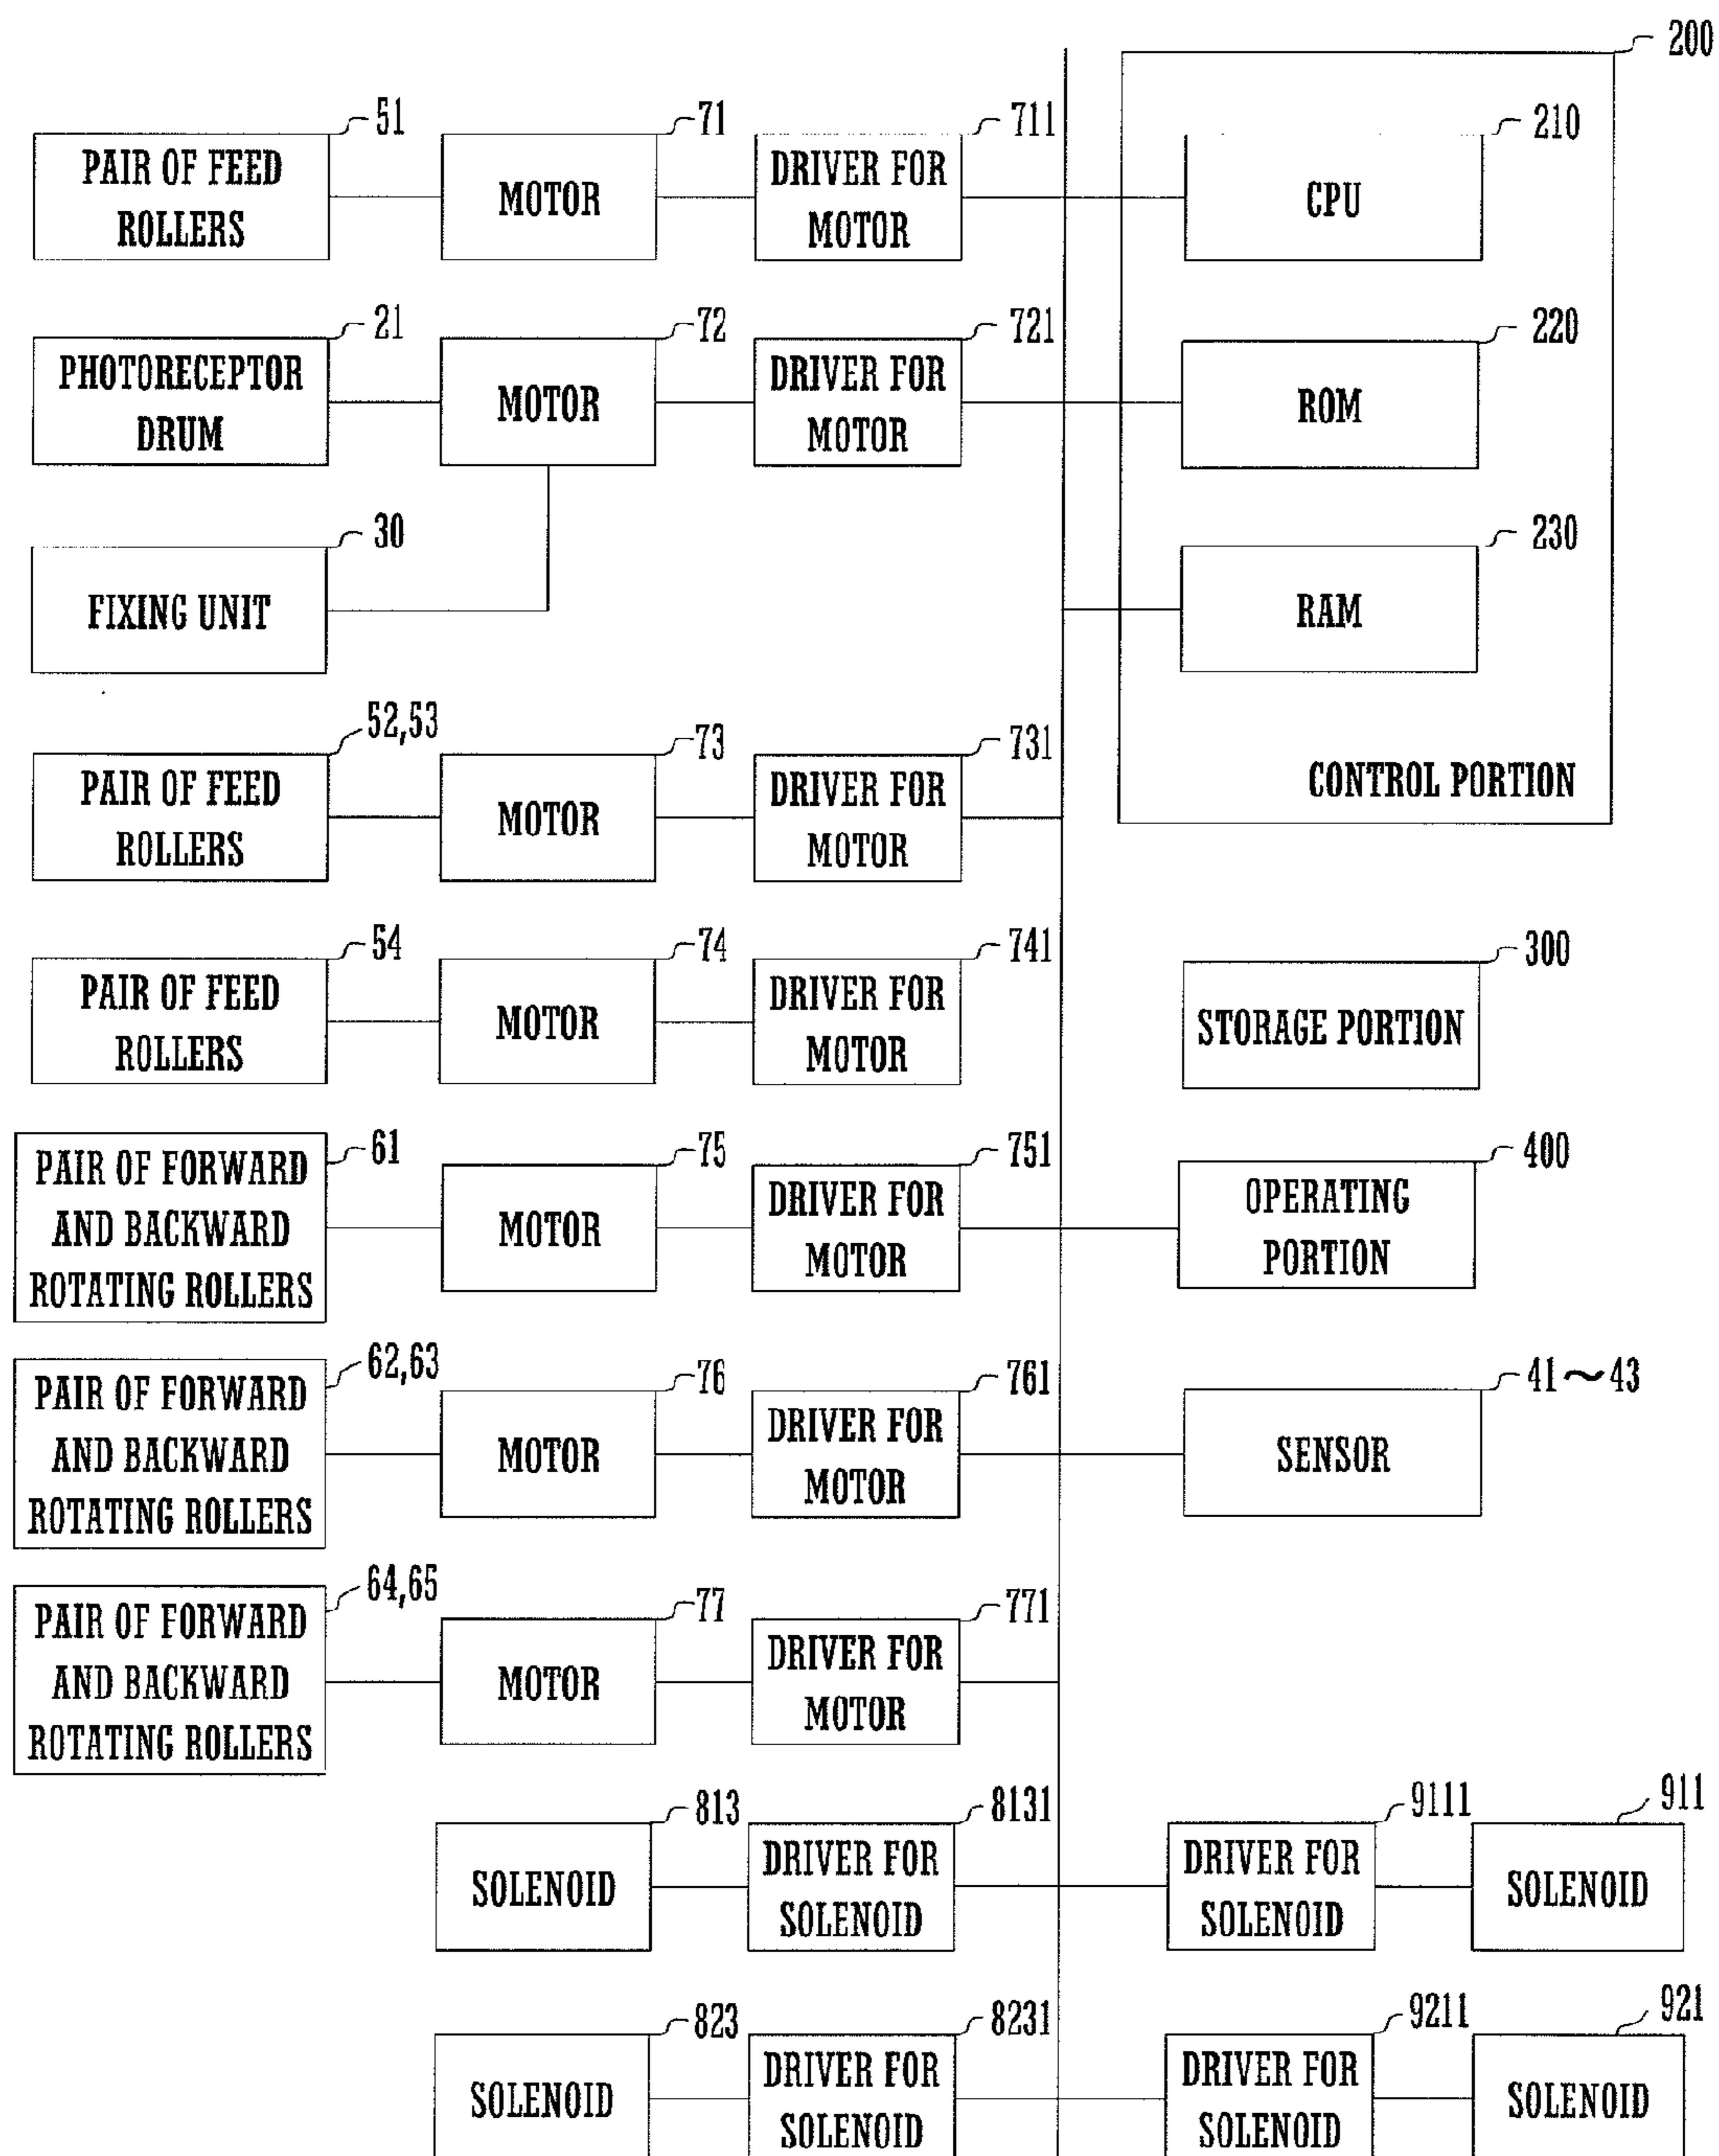 200
51
71
711
210
PAIR OF FEED
ROLLERS
MOTOR
DRIVER FOR
MOTOR
CPU
21
72
721
220
PHOTORECEPTOR
DRUM
MOTOR
DRIVER FOR
MOTOR
ROM
30
230
FIXING UNIT
RAM
52,53
73
731
PAIR OF FEED
ROLLERS
MOTOR
DRIVER FOR
MOTOR
CONTROL PORTION
54
74
741
300
PAIR OF FEED
ROLLERS
MOTOR
DRIVER FOR
MOTOR
STORAGE PORTION
61
75
751
400
PAIR OF FORWARD
AND BACKWARD
ROTATING ROLLERS
MOTOR
DRIVER FOR
MOTOR
OPERATING
PORTION
62,63
76
761
41~43
PAIR OF FORWARD
AND BACKWARD
ROTATING ROLLERS
MOTOR
DRIVER FOR
MOTOR
SENSOR
64,65
77
771
PAIR OF FORWARD
AND BACKWARD
ROTATING ROLLERS
MOTOR
DRIVER FOR
MOTOR
813
8131
9111
911
SOLENOID
DRIVER FOR
SOLENOID
DRIVER FOR
SOLENOID
SOLENOID
823
8231
9211
921
SOLENOID
DRIVER FOR
SOLENOID
DRIVER FOR
SOLENOID
SOLENOID